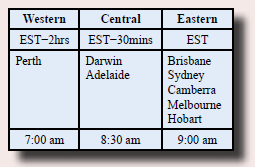 Western Central Eastern
EST−2hrs EST−30mins EST
Perth Darwin Brisbane
Adelaide Sydney
Camberra
Melbourne
Hobart
7:00 am 8:30 am 9:00 am